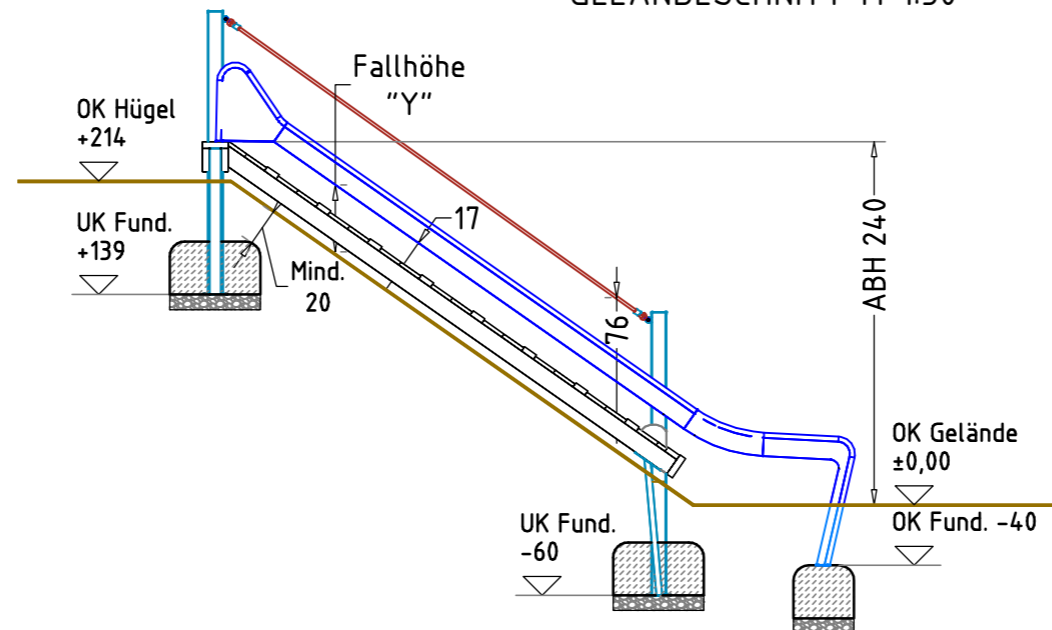 Fallhöhe
"Y"
OK Hügel
+214
UK Fund.
+139
17
Mind.
20
76
ABH 240
OK Gelände
±0,00
OK Fund. -40
UK Fund.
-60